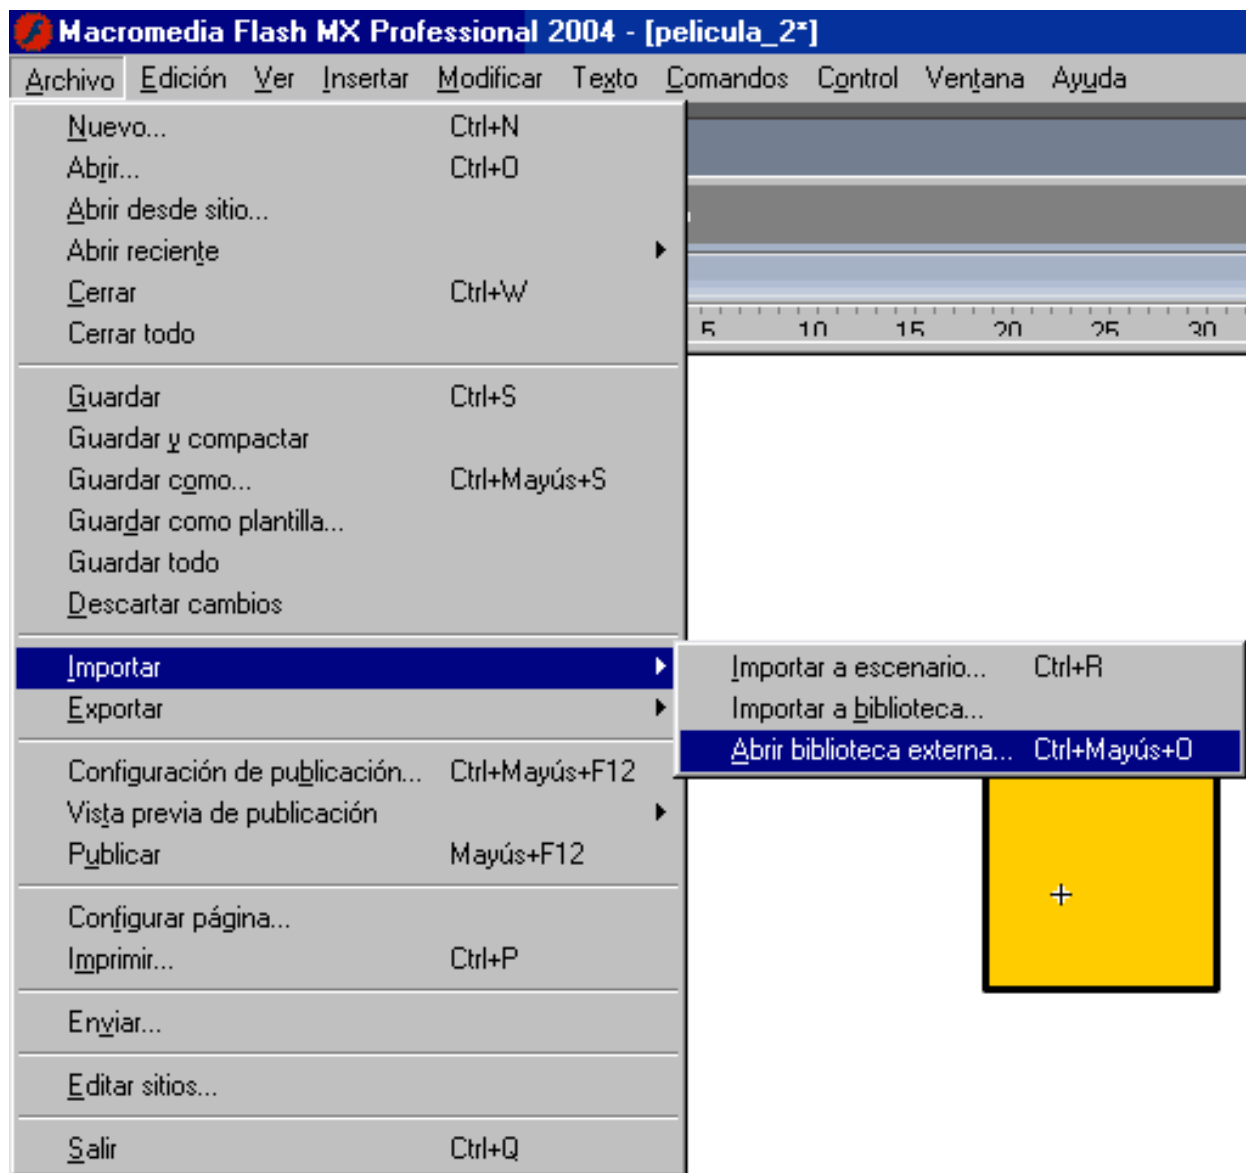 Macromedia Flash MX Professional 2004 - [pelicula_2*]
Archivo Edición Ver Insertar Modificar Texto Comandos Control Ventana Ayuda
Nuevo... Ctrl+N
Abrir... Ctrl+O
Abrir desde sitio...
Abrir reciente
Cerrar Ctrl+W
Cerrar todo
5 10 15 20 25 30
Guardar Ctrl+S
Guardar y compactar
Guardar como... Ctrl+Mayús+S
Guardar como plantilla...
Guardar todo
Descartar cambios
Importar
Exportar
Importar a escenario... Ctrl+R
Importar a biblioteca...
Abrir biblioteca externa... Ctrl+Mayús+O
Configuración de publicación... Ctrl+Mayús+F12
Vista previa de publicación
Publicar Mayús+F12
Configurar página...
Imprimir... Ctrl+P
Enviar...
Editar sitios...
Salir Ctrl+Q